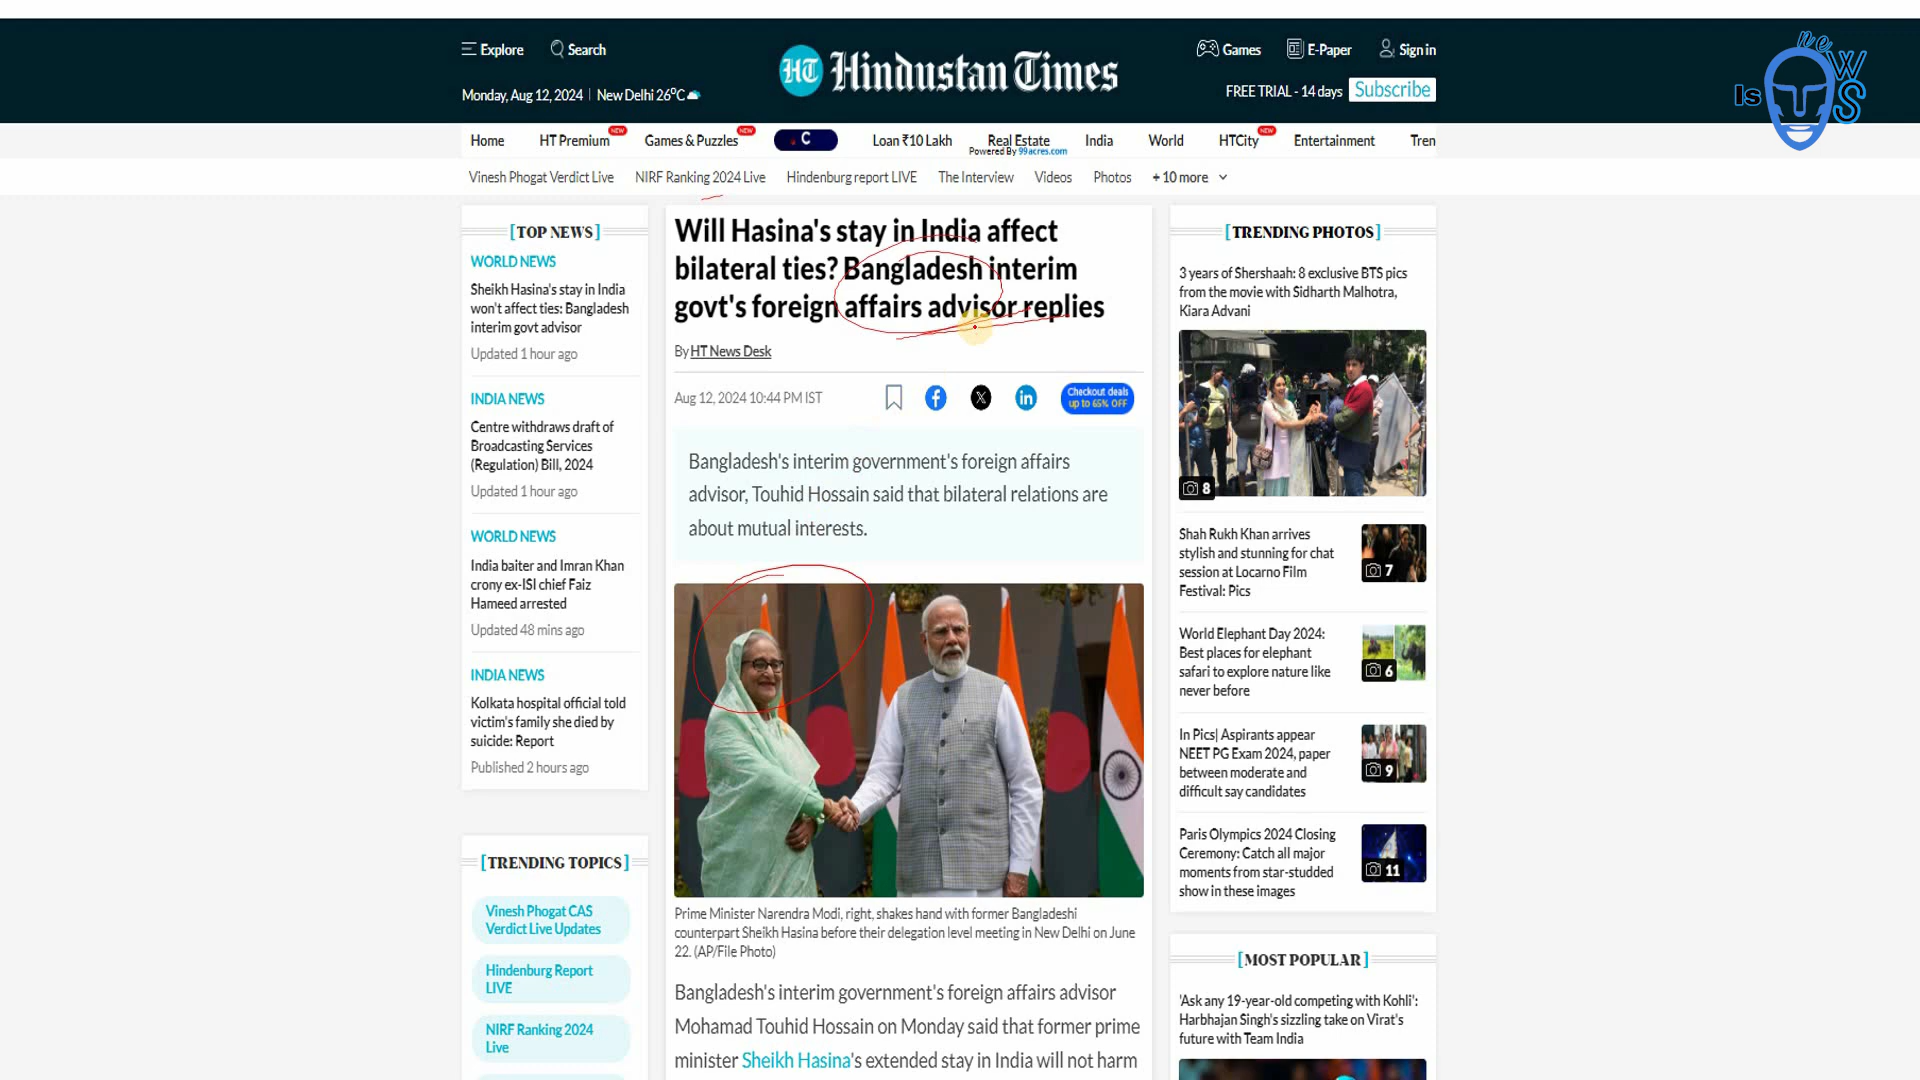 Explore
Search
HT Hindustan Times
Games
E-Paper
Sign in
Monday, Aug 12, 2024
New Delhi 26°C
FREE TRIAL - 14 days
Subscribe
Is neWS
Home
HT Premium
NEW
Games & Puzzles
NEW
C
Loan ₹10 Lakh
Real Estate
Powered By 99acres.com
India
World
HTCity
NEW
Entertainment
Tren
Vinesh Phogat Verdict Live
NIRF Ranking 2024 Live
Hindenburg report LIVE
The Interview
Videos
Photos
+ 10 more
[TOP NEWS]
WORLD NEWS
Sheikh Hasina's stay in India
won't affect ties: Bangladesh
interim govt advisor
Updated 1 hour ago
INDIA NEWS
Centre withdraws draft of
Broadcasting Services
(Regulation) Bill, 2024
Updated 1 hour ago
WORLD NEWS
India baiter and Imran Khan
crony ex-ISI chief Faiz
Hameed arrested
Updated 48 mins ago
INDIA NEWS
Kolkata hospital official told
victim's family she died by
suicide: Report
Published 2 hours ago
[TRENDING TOPICS]
Vinesh Phogat CAS
Verdict Live Updates
Hindenburg Report
LIVE
NIRF Ranking 2024
Live
Will Hasina's stay in India affect
bilateral ties? Bangladesh interim
govt's foreign affairs advisor replies
By HT News Desk
Aug 12, 2024 10:44 PM IST
Checkout deals
up to 65% OFF
Bangladesh's interim government's foreign affairs
advisor, Touhid Hossain said that bilateral relations are
about mutual interests.
Prime Minister Narendra Modi, right, shakes hand with former Bangladeshi
counterpart Sheikh Hasina before their delegation level meeting in New Delhi on June
22. (AP/File Photo)
Bangladesh's interim government's foreign affairs advisor
Mohamad Touhid Hossain on Monday said that former prime
minister Sheikh Hasina's extended stay in India will not harm
[TRENDING PHOTOS]
3 years of Shershaah: 8 exclusive BTS pics
from the movie with Sidharth Malhotra,
Kiara Advani
8
Shah Rukh Khan arrives
stylish and stunning for chat
session at Locarno Film
Festival: Pics
7
World Elephant Day 2024:
Best places for elephant
safari to explore nature like
never before
6
In Pics| Aspirants appear
NEET PG Exam 2024, paper
between moderate and
difficult say candidates
9
Paris Olympics 2024 Closing
Ceremony: Catch all major
moments from star-studded
show in these images
11
[MOST POPULAR]
'Ask any 19-year-old competing with Kohli':
Harbhajan Singh's sizzling take on Virat's
future with Team India